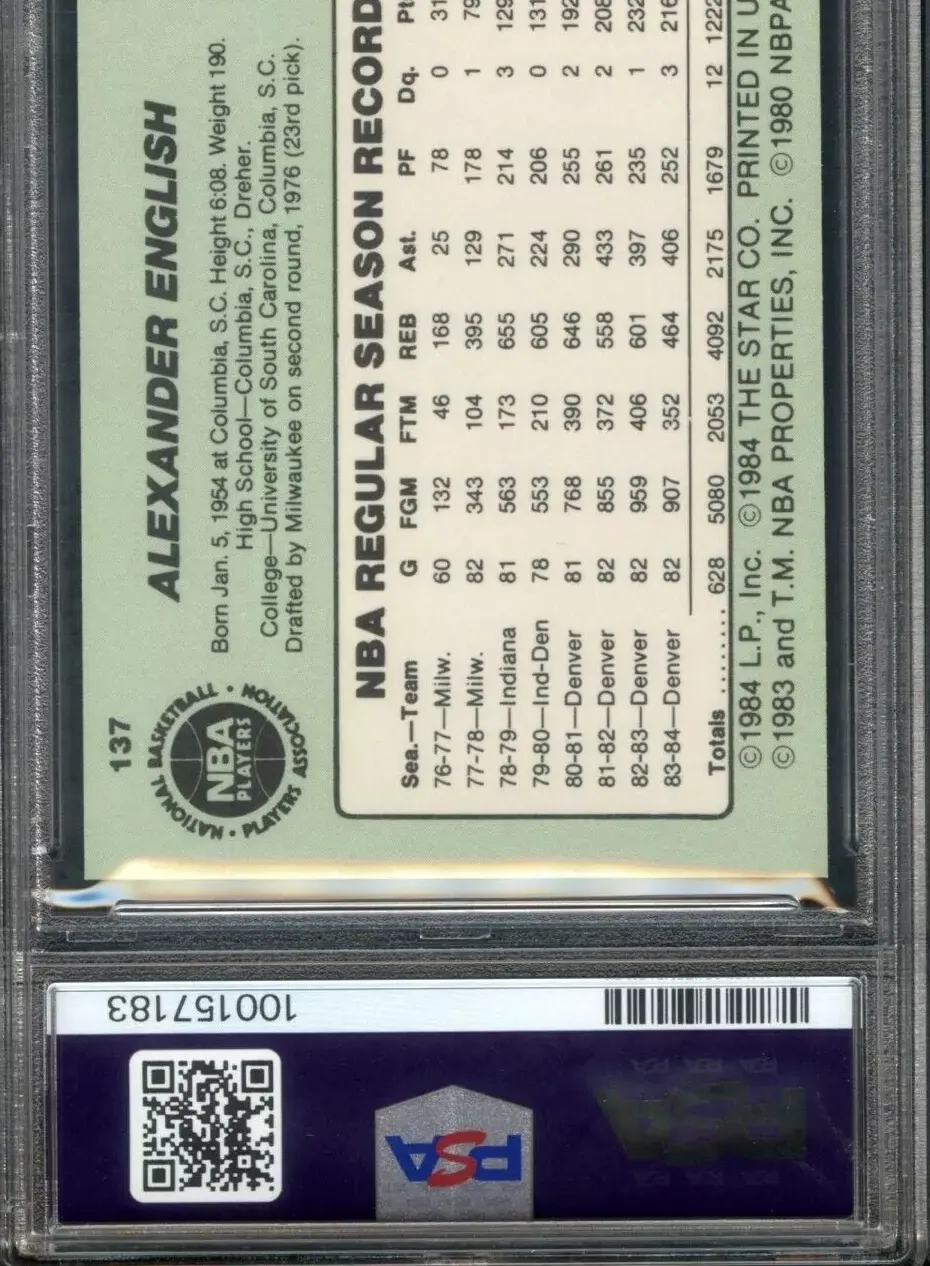 137
NATIONAL BASKETBALL • PLAYERS ASSOCIATION •
NBA
PLAYERS
ALEXANDER ENGLISH
Born Jan. 5, 1954 at Columbia, S.C. Height 6:08. Weight 190.
High School—Columbia, S.C., Dreher.
College—University of South Carolina, Columbia, S.C.
Drafted by Milwaukee on second round, 1976 (23rd pick).
NBA REGULAR SEASON RECORD
Sea.—Team G FGM FTM REB Ast. PF Dq.
76-77—Milw. 60 132 46 168 25 78 0
77-78—Milw. 82 343 104 395 129 178 1
78-79—Indiana 81 563 173 655 271 214 3
79-80—Ind-Den 78 553 210 605 224 206 0
80-81—Denver 81 768 390 646 290 255 2
81-82—Denver 82 855 372 558 433 261 2
82-83—Denver 82 959 406 601 397 235 1
83-84—Denver 82 907 352 464 406 252 3
Totals ........ 628 5080 2053 4092 2175 1679 12
©1984 L.P., Inc. ©1984 THE STAR CO. PRINTED IN
©1983 and T.M. NBA PROPERTIES, INC. ©1980 NBPA
100157183
PSA